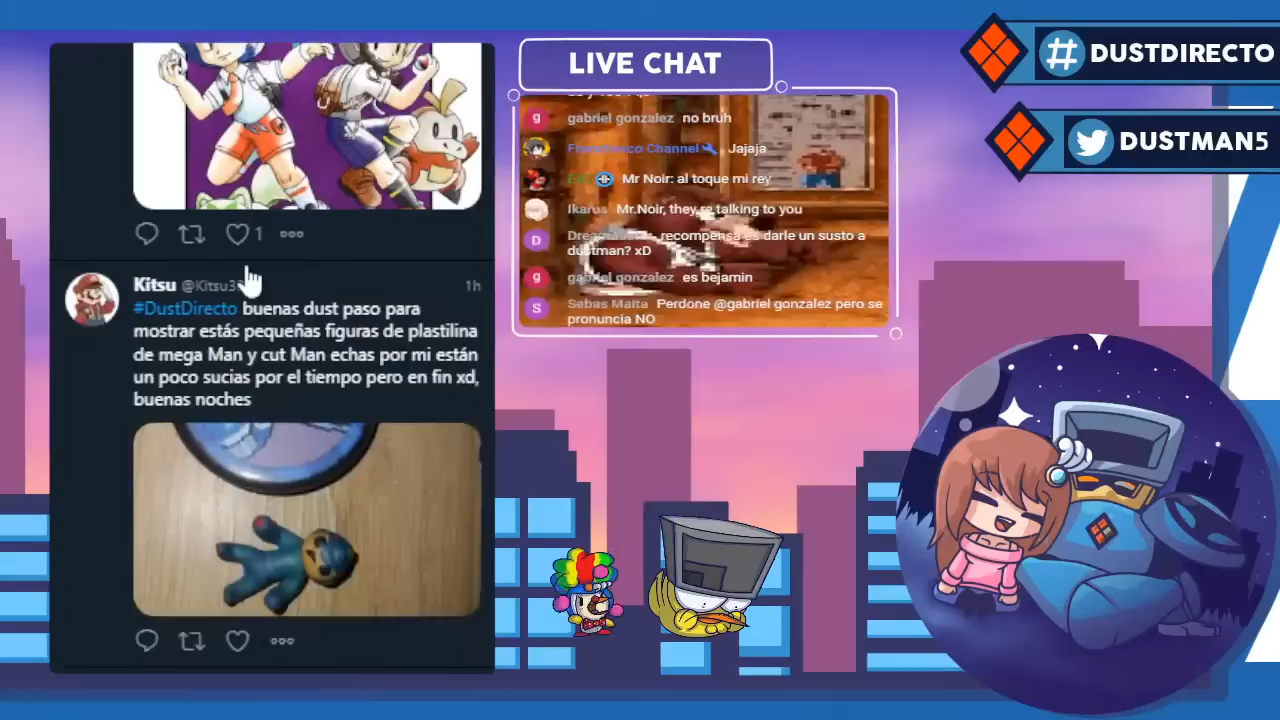 1
Kitsu @Kitsu3 1h
#DustDirecto buenas dust paso para
mostrar estás pequeñas figuras de plastilina
de mega Man y cut Man echas por mi están
un poco sucias por el tiempo pero en fin xd,
buenas noches
LIVE CHAT
g gabriel gonzalez no bruh
Channel Jajaja
Mr Noir: al toque mi rey
Ikarus Mr.Noir, they're talking to you
D recompensa es darle un susto a
dustman? xD
g gabriel gonzalez es bejamin
S Sebas Malta Perdone @gabriel gonzalez pero se
pronuncia NO
# DUSTDIRECTO
DUSTMAN5